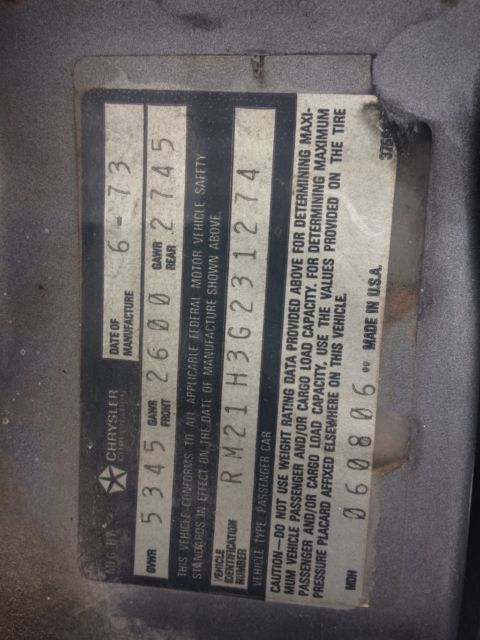 MFG BY
CHRYSLER
CORPORATION
DATE OF
MANUFACTURE
6-73
GVWR
5345
GAWR
FRONT
2600
GAWR
REAR
2745
THIS VEHICLE CONFORMS TO ALL APPLICABLE FEDERAL MOTOR VEHICLE SAFETY
STANDARDS IN EFFECT ON THE DATE OF MANUFACTURE SHOWN ABOVE.
VEHICLE
IDENTIFICATION
NUMBER
RM21H3G231274
VEHICLE TYPE: PASSENGER CAR
CAUTION—DO NOT USE WEIGHT RATING DATA PROVIDED ABOVE FOR DETERMINING MAXI-
MUM VEHICLE PASSENGER AND/OR CARGO LOAD CAPACITY. FOR DETERMINING MAXIMUM
PASSENGER AND/OR CARGO LOAD CAPACITY, USE THE VALUES PROVIDED ON THE TIRE
PRESSURE PLACARD AFFIXED ELSEWHERE ON THIS VEHICLE.
MDH
060806
MADE IN U.S.A.